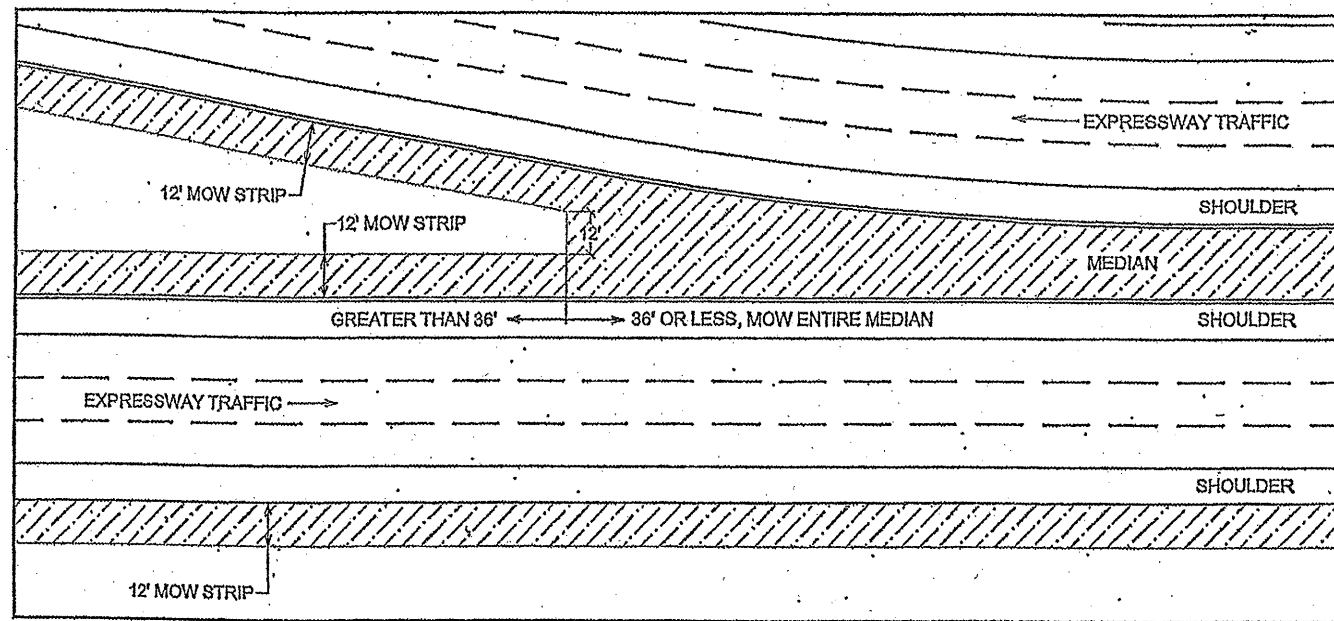 EXPRESSWAY TRAFFIC
12' MOW STRIP
SHOULDER
12' MOW STRIP
12'
MEDIAN
GREATER THAN 36'
36' OR LESS, MOW ENTIRE MEDIAN
SHOULDER
EXPRESSWAY TRAFFIC
SHOULDER
12' MOW STRIP